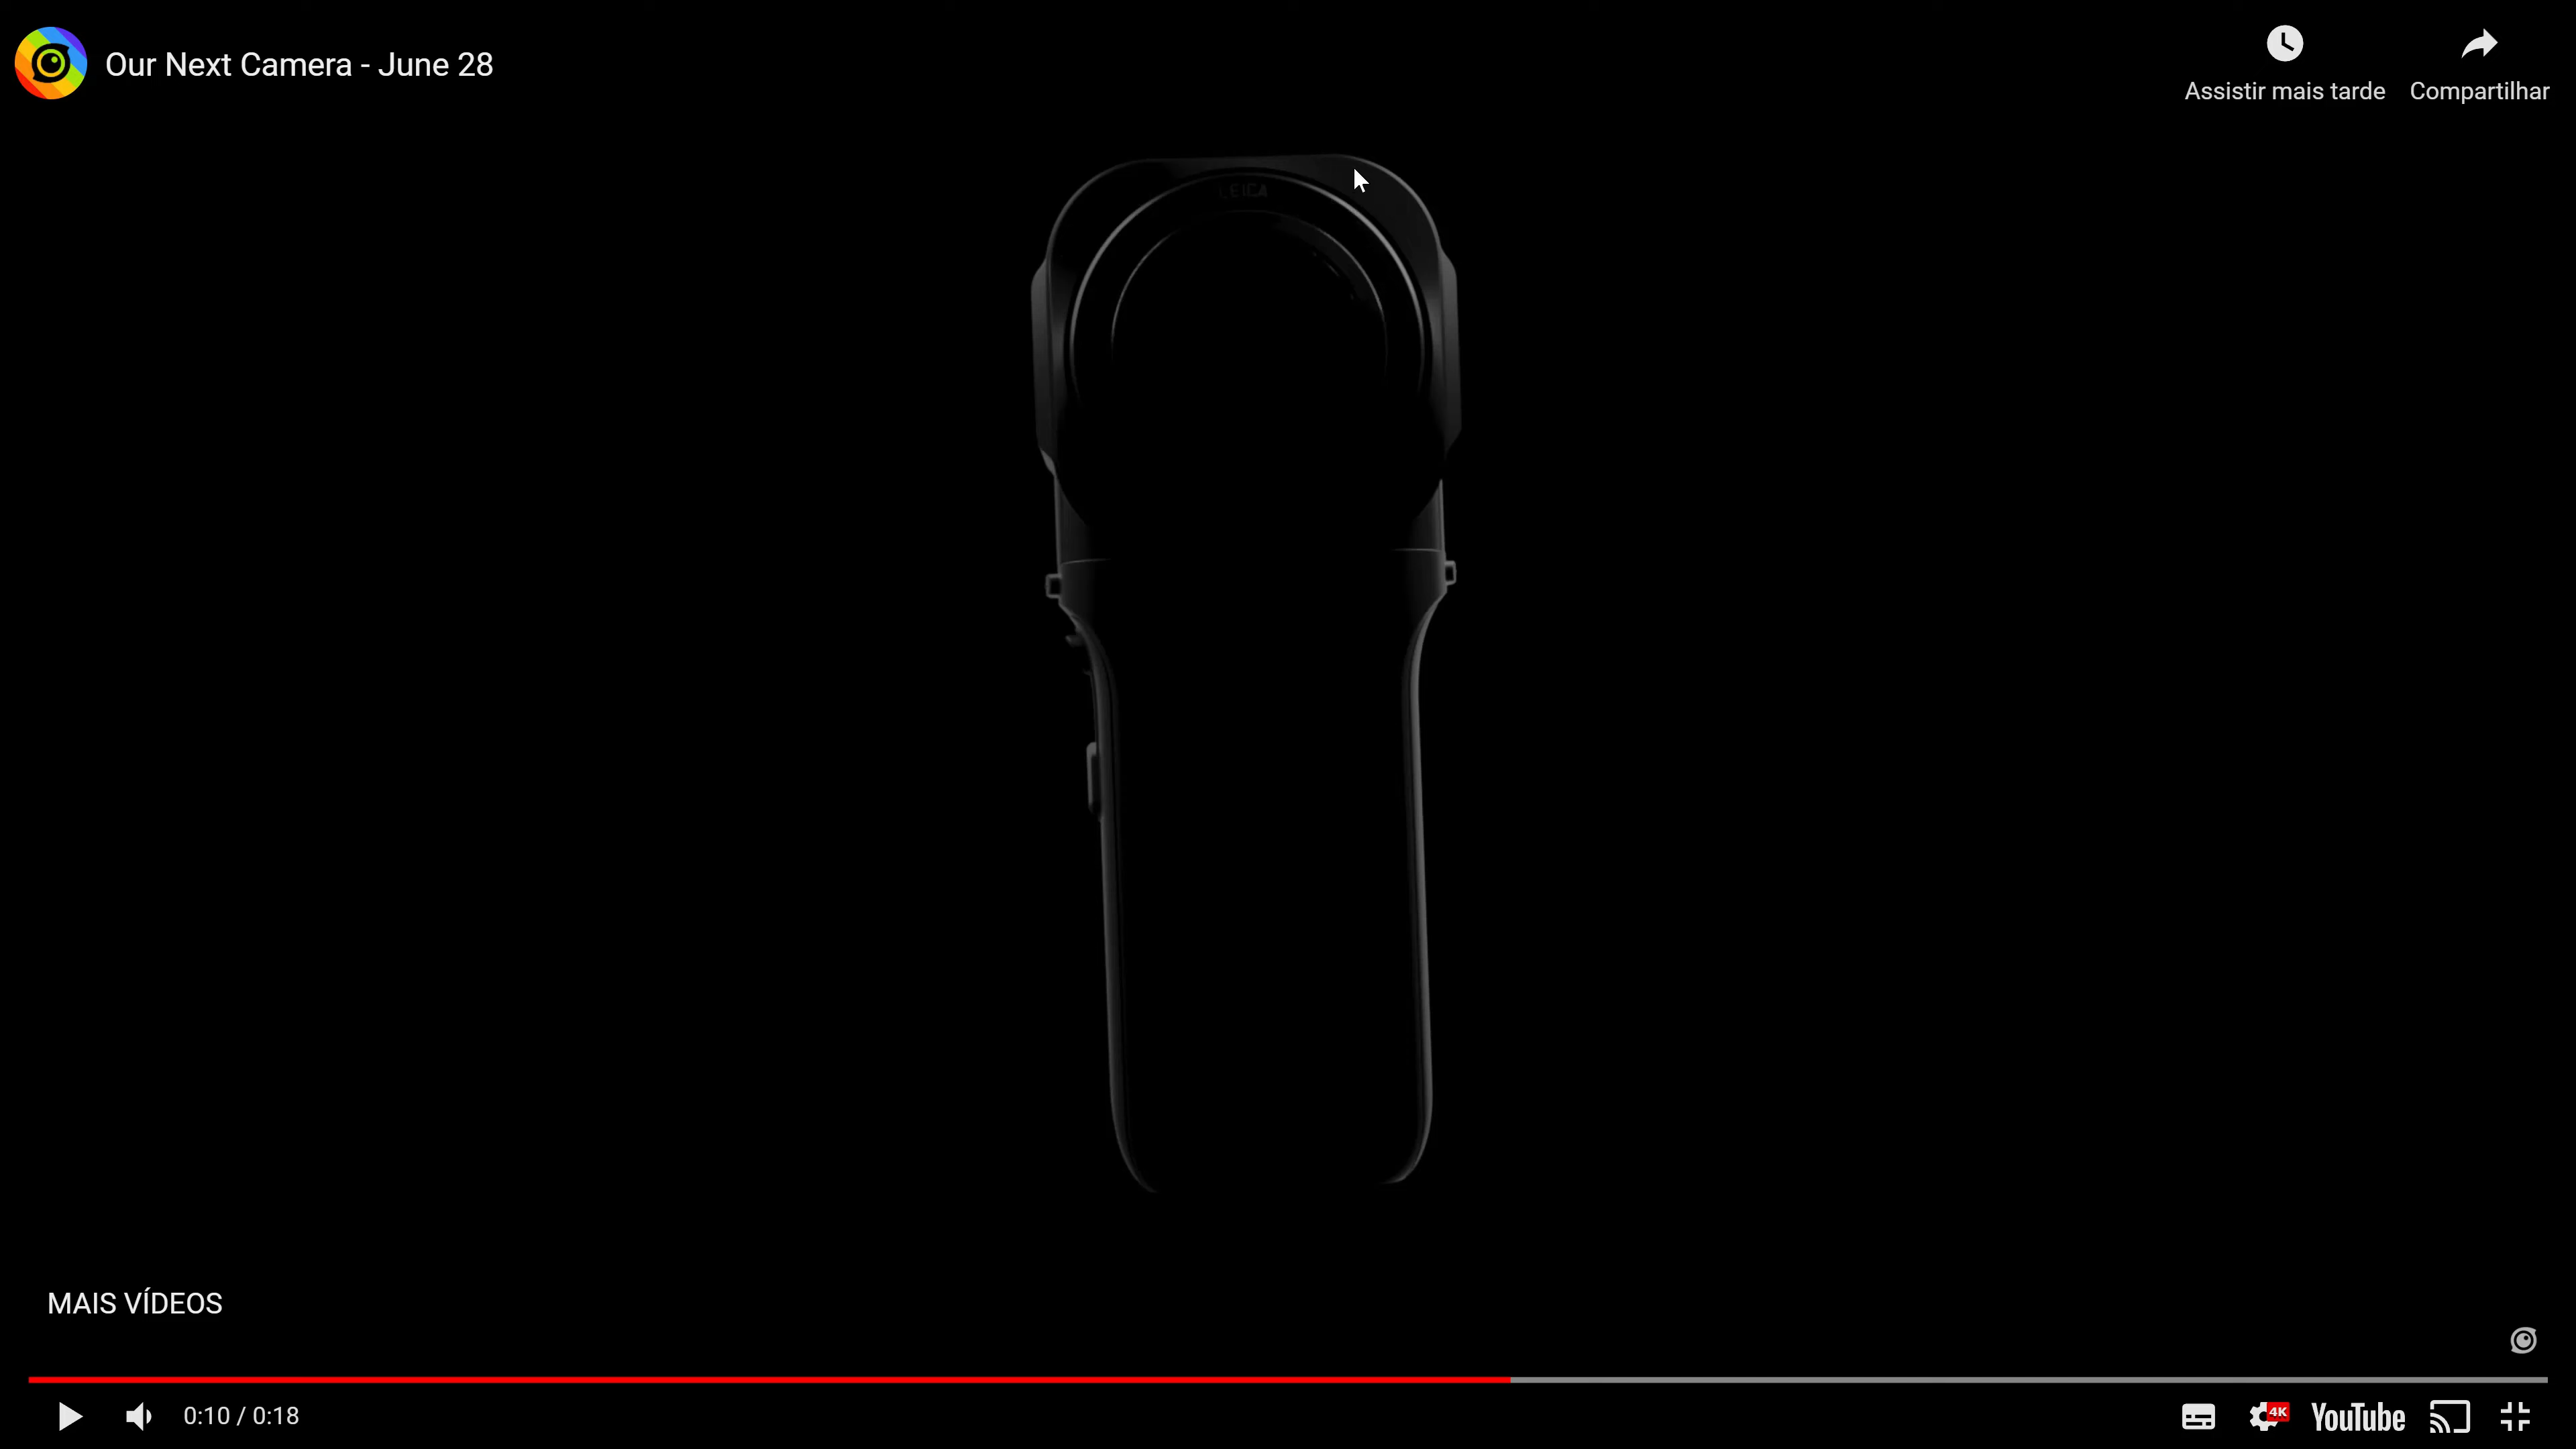 Our Next Camera - June 28
Assistir mais tarde
Compartilhar
LEICA
MAIS VÍDEOS
0:10 / 0:18
4K
YouTube